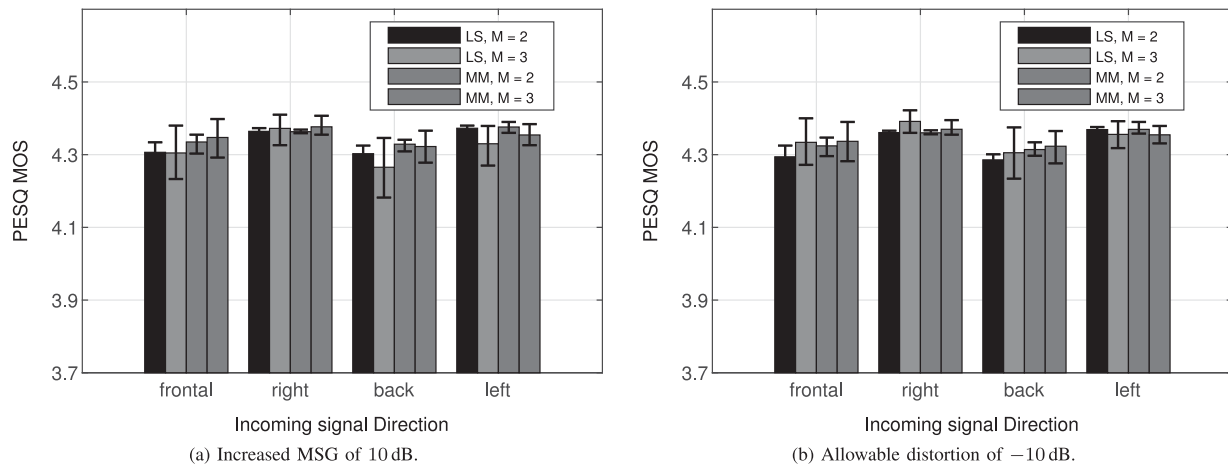 LS, M = 2
LS, M = 3
MM, M = 2
MM, M = 3
4.5
4.3
4.1
3.9
3.7
PESQ MOS
frontal right back left
Incoming signal Direction
(a) Increased MSG of 10 dB.
LS, M = 2
LS, M = 3
MM, M = 2
MM, M = 3
4.5
4.3
4.1
3.9
3.7
PESQ MOS
frontal right back left
Incoming signal Direction
(b) Allowable distortion of −10 dB.